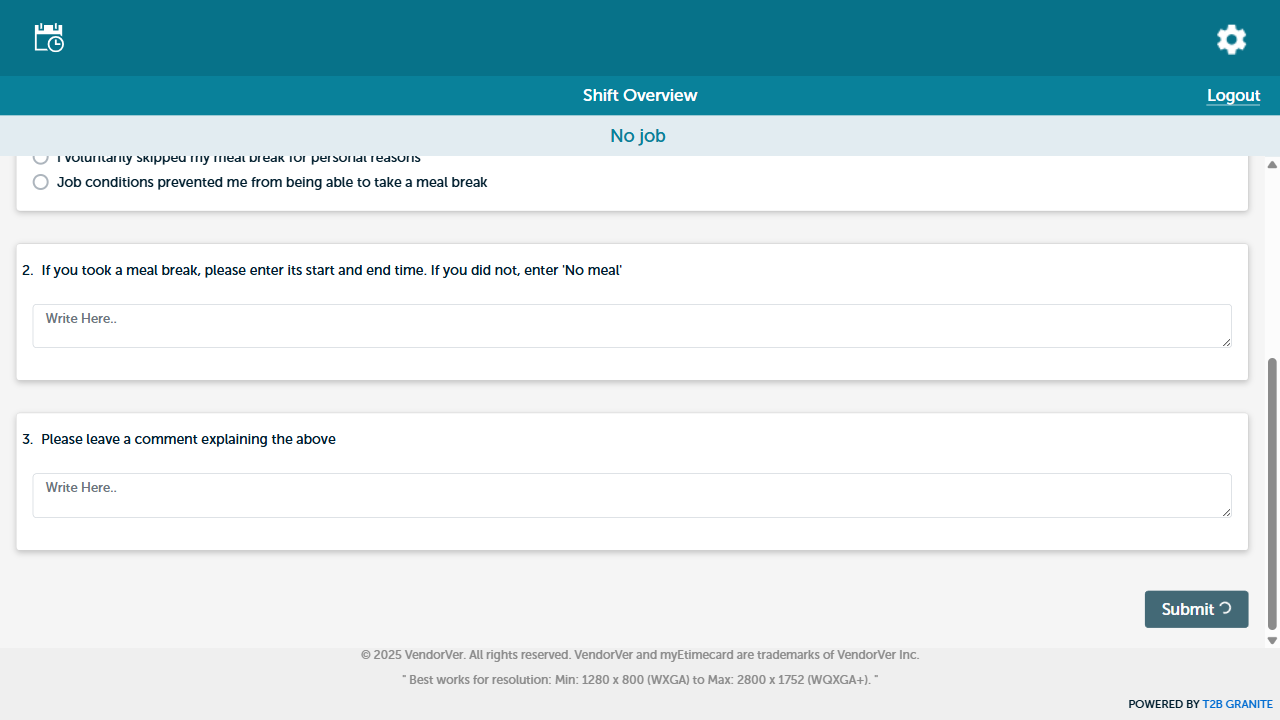 Shift Overview
Logout
No job
I voluntarily skipped my meal break for personal reasons
Job conditions prevented me from being able to take a meal break
2. If you took a meal break, please enter its start and end time. If you did not, enter 'No meal'
Write Here..
3. Please leave a comment explaining the above
Write Here..
Submit
© 2025 VendorVer. All rights reserved. VendorVer and myEtimecard are trademarks of VendorVer Inc.
" Best works for resolution: Min: 1280 x 800 (WXGA) to Max: 2800 x 1752 (WQXGA+). "
POWERED BY T2B GRANITE